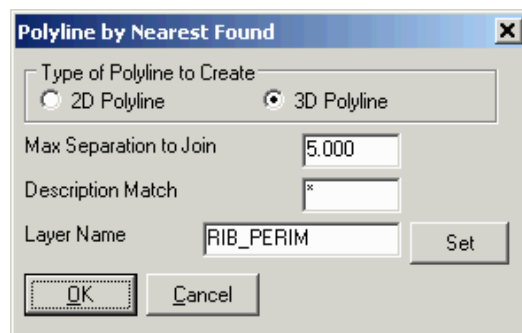 Polyline by Nearest Found
Type of Polyline to Create
2D Polyline 3D Polyline
Max Separation to Join 5.000
Description Match *
Layer Name RIB_PERIM Set
OK Cancel